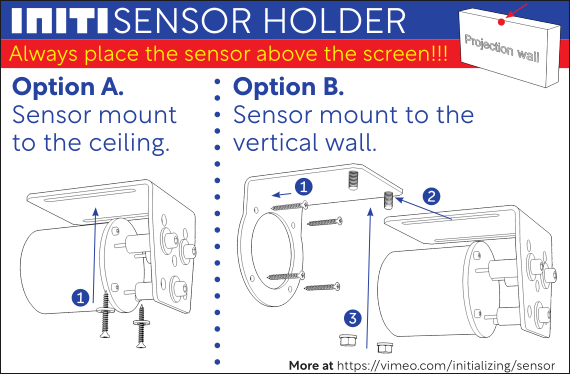 INITI SENSOR HOLDER
Always place the sensor above the screen!!!
Projection wall
Option A.
Sensor mount
to the ceiling.
1
Option B.
Sensor mount to the
vertical wall.
1
2
3
More at https://vimeo.com/initializing/sensor